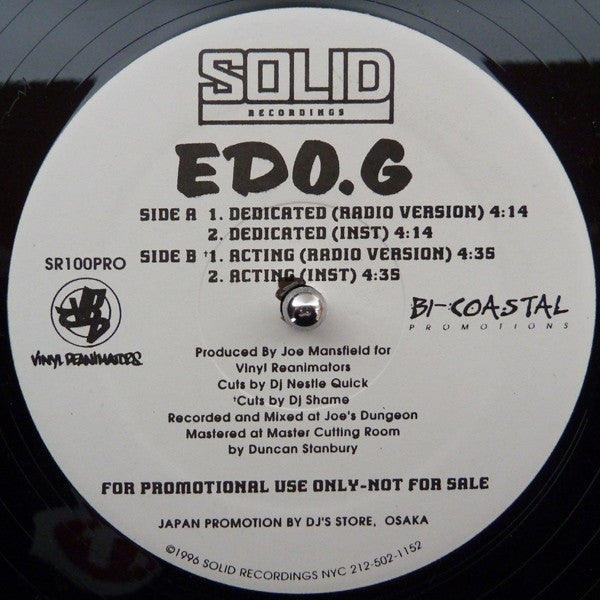 SOLID
RECORDINGS
EDO.G
SIDE A 1. DEDICATED (RADIO VERSION) 4:14
2. DEDICATED (INST) 4:14
SIDE B †1. ACTING (RADIO VERSION) 4:35
2. ACTING (INST) 4:35
SR100PRO
VINYL REANIMATORS
BI-COASTAL
PROMOTIONS
Produced By Joe Mansfield for
Vinyl Reanimators
Cuts by Dj Nestle Quick
†Cuts by Dj Shame
Recorded and Mixed at Joe's Dungeon
Mastered at Master Cutting Room
by Duncan Stanbury
FOR PROMOTIONAL USE ONLY-NOT FOR SALE
JAPAN PROMOTION BY DJ'S STORE, OSAKA
©1996 SOLID RECORDINGS NYC 212-502-1152